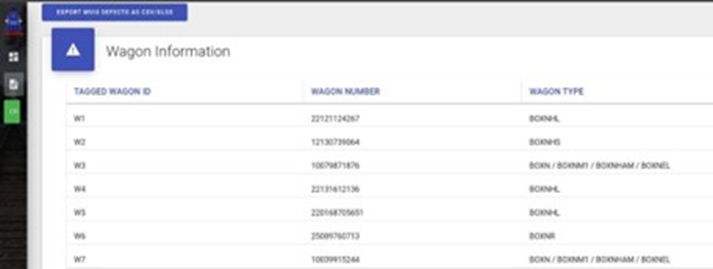 EXPORT MVIS DEFECTS AS CSV/XLSX
Wagon Information
TAGGED WAGON ID WAGON NUMBER WAGON TYPE
W1 22121124267 BOXNHL
W2 12130739064 BOXNHS
W3 10079871876 BOXN / BOXNM1 / BOXNHAM / BOXNEL
W4 22131612136 BOXNHL
W5 220168705651 BOXNHL
W6 25089760713 BOXNR
W7 10039915244 BOXN / BOXNM1 / BOXNHAM / BOXNEL